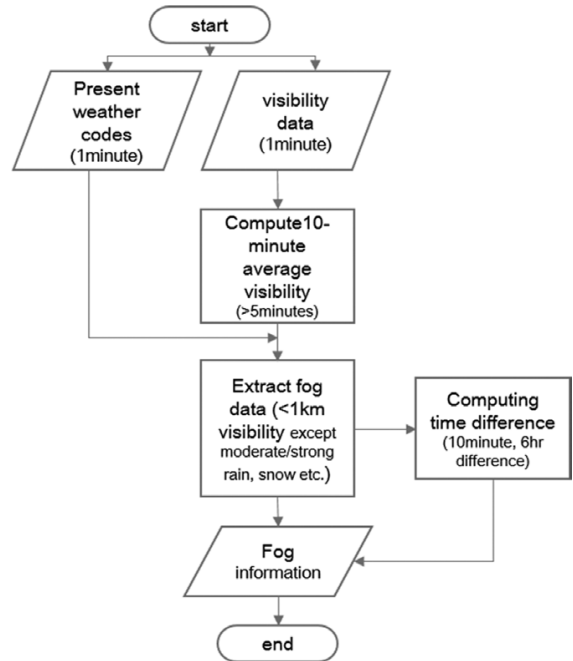 start
Present
weather
codes
(1minute)
visibility
data
(1minute)
Compute10-
minute
average
visibility
(>5minutes)
Extract fog
data (<1km
visibility except
moderate/strong
rain, snow etc.)
Computing
time difference
(10minute, 6hr
difference)
Fog
information
end